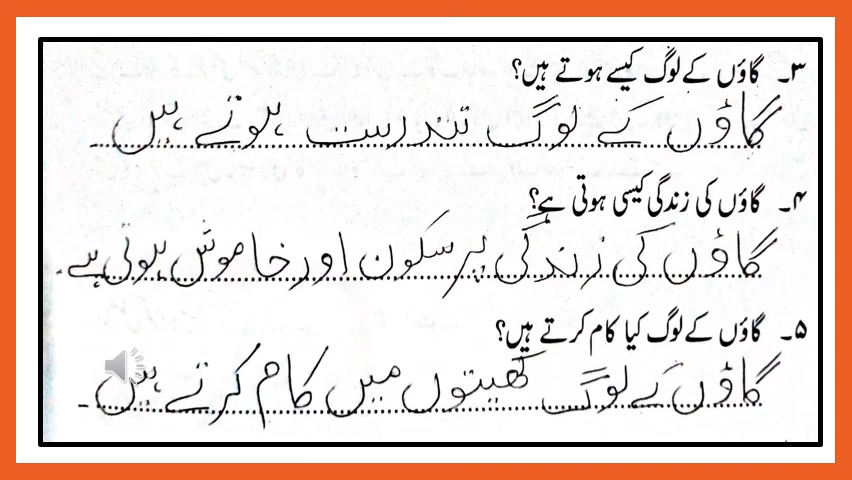 ۳۔ گاؤں کے لوگ کیسے ہوتے ہیں؟
گاؤں کے لوگ تندرست ہوتے ہیں۔
۴۔ گاؤں کی زندگی کیسی ہوتی ہے؟
گاؤں کی زندگی پرسکون اور خاموش ہوتی ہے۔
۵۔ گاؤں کے لوگ کیا کام کرتے ہیں؟
گاؤں کے لوگ کھیتوں میں کام کرتے ہیں۔